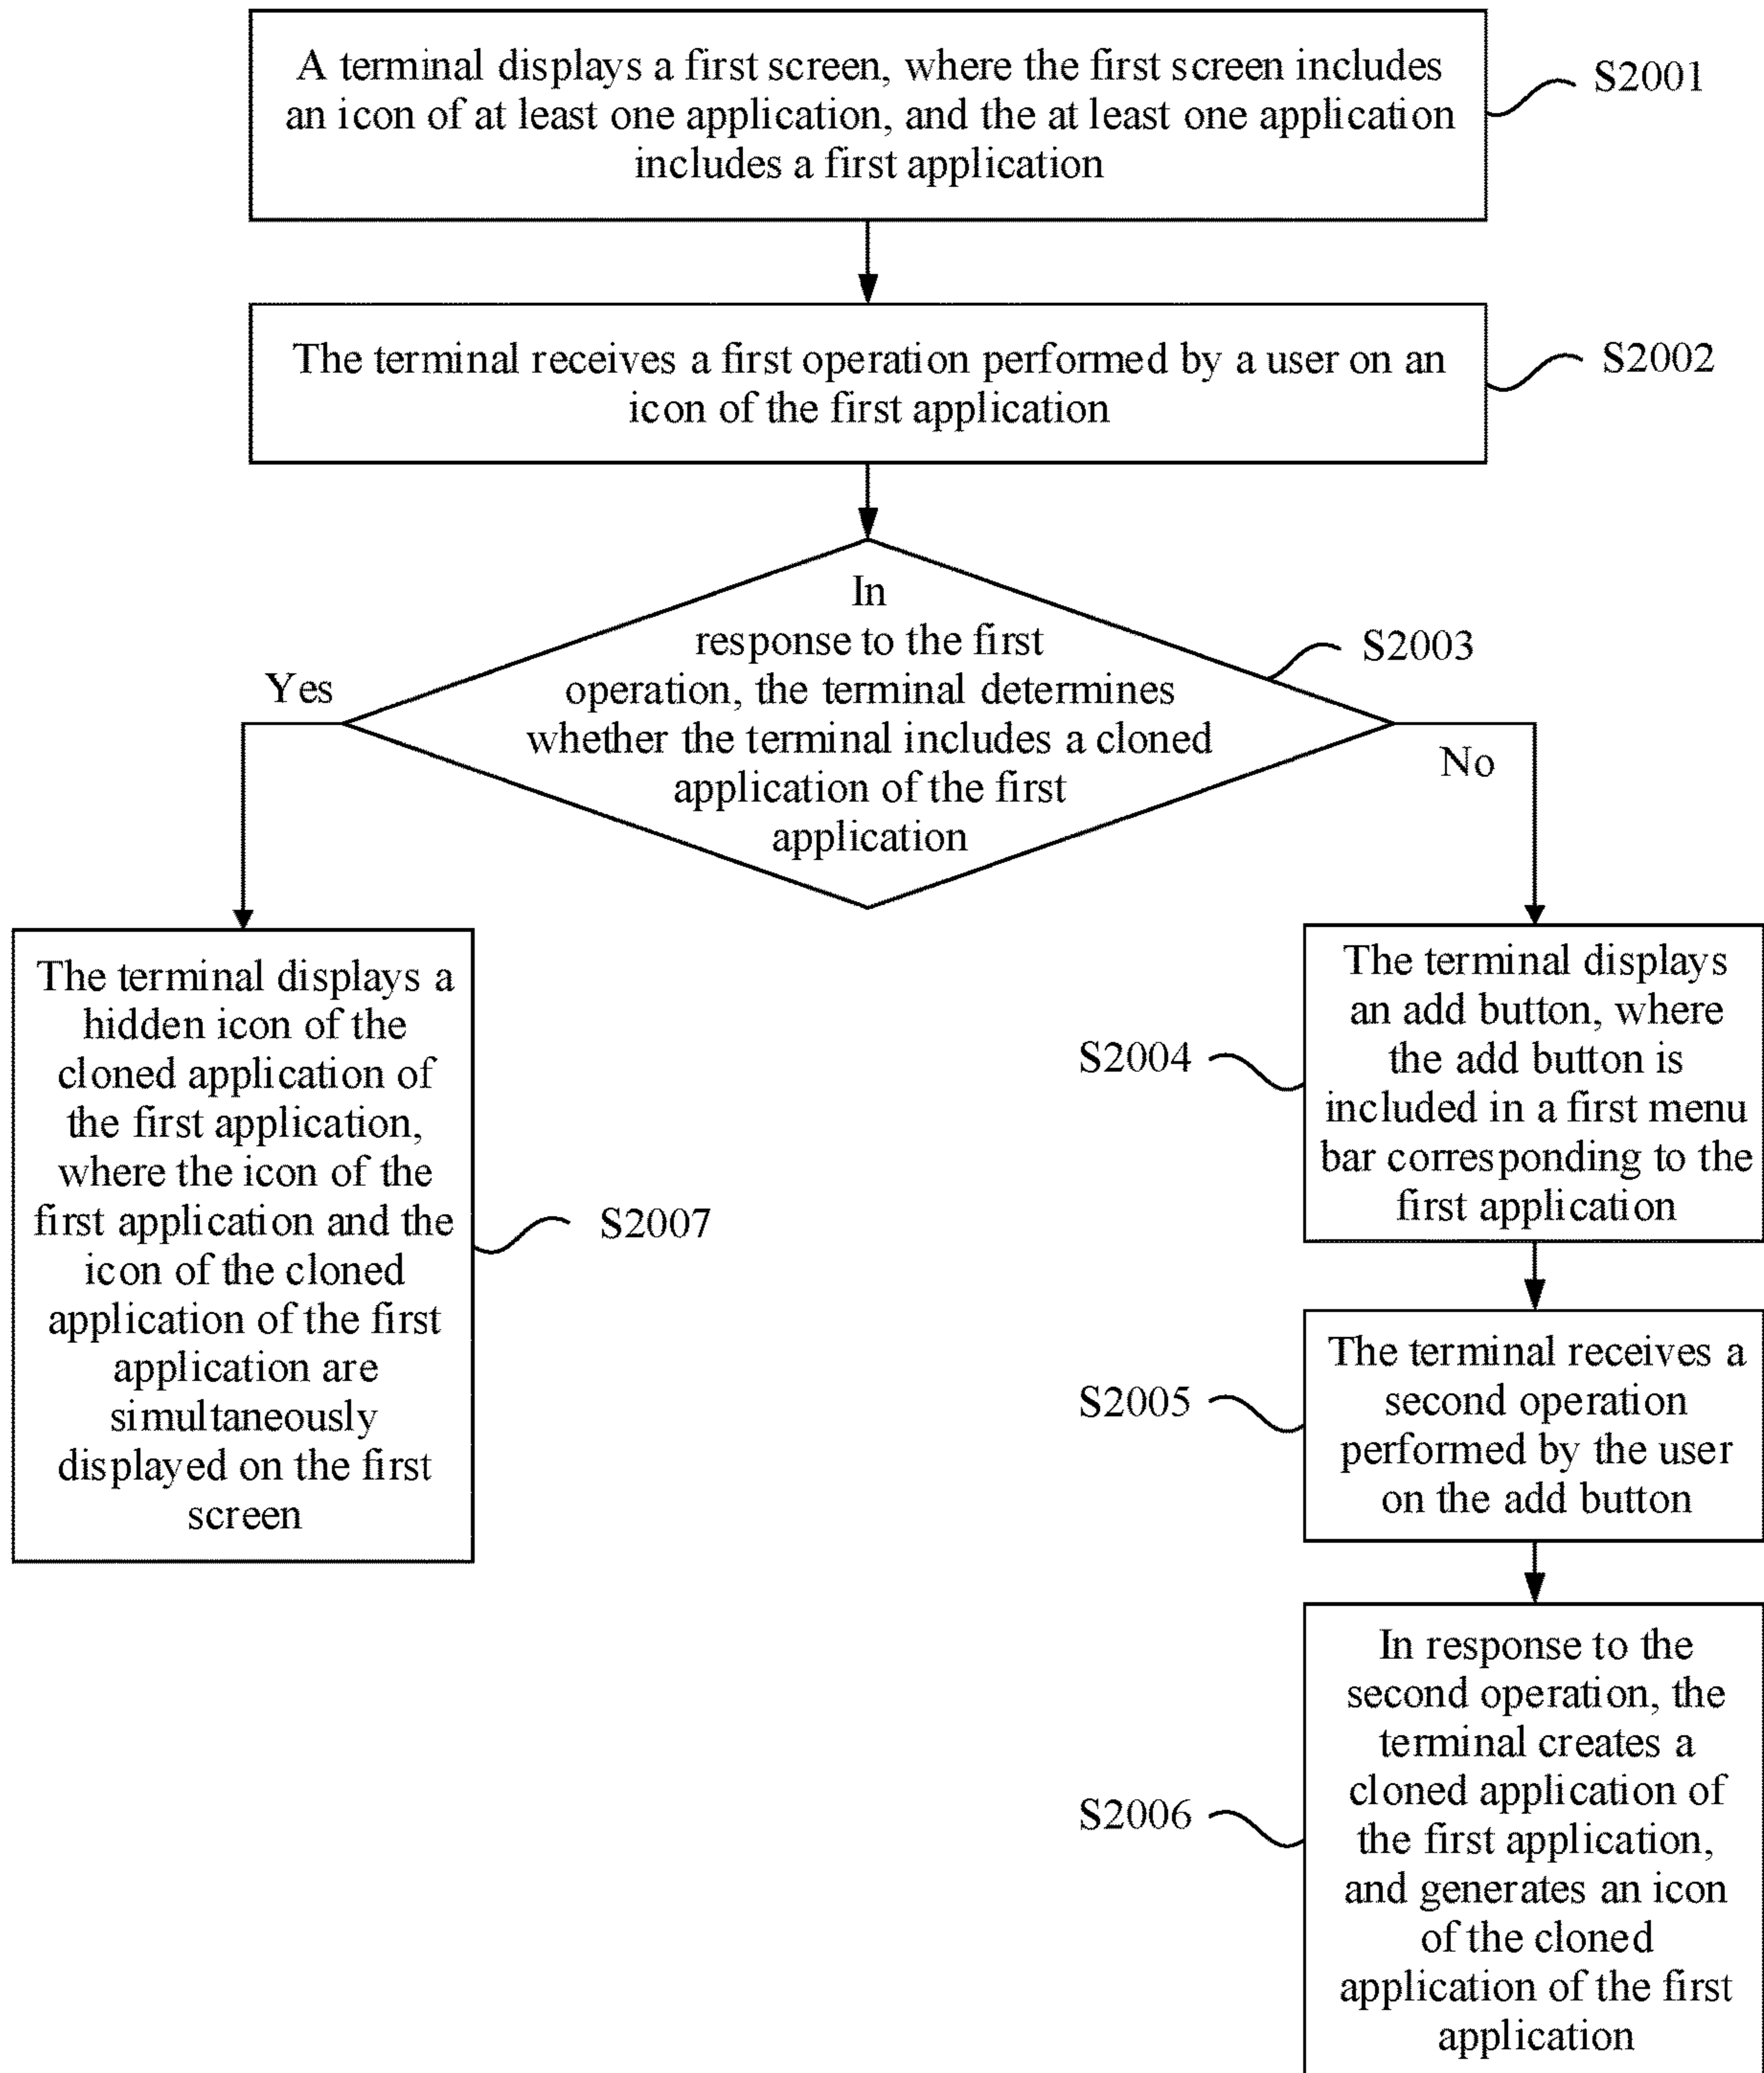 A terminal displays a first screen, where the first screen includes
an icon of at least one application, and the at least one application
includes a first application
S2001
The terminal receives a first operation performed by a user on an
icon of the first application
S2002
In
response to the first
operation, the terminal determines
whether the terminal includes a cloned
application of the first
application
S2003
Yes
No
The terminal displays a
hidden icon of the
cloned application of
the first application,
where the icon of the
first application and the
icon of the cloned
application of the first
application are
simultaneously
displayed on the first
screen
S2007
The terminal displays
an add button, where
the add button is
included in a first menu
bar corresponding to the
first application
S2004
The terminal receives a
second operation
performed by the user
on the add button
S2005
In response to the
second operation, the
terminal creates a
cloned application of
the first application,
and generates an icon
of the cloned
application of the first
application
S2006